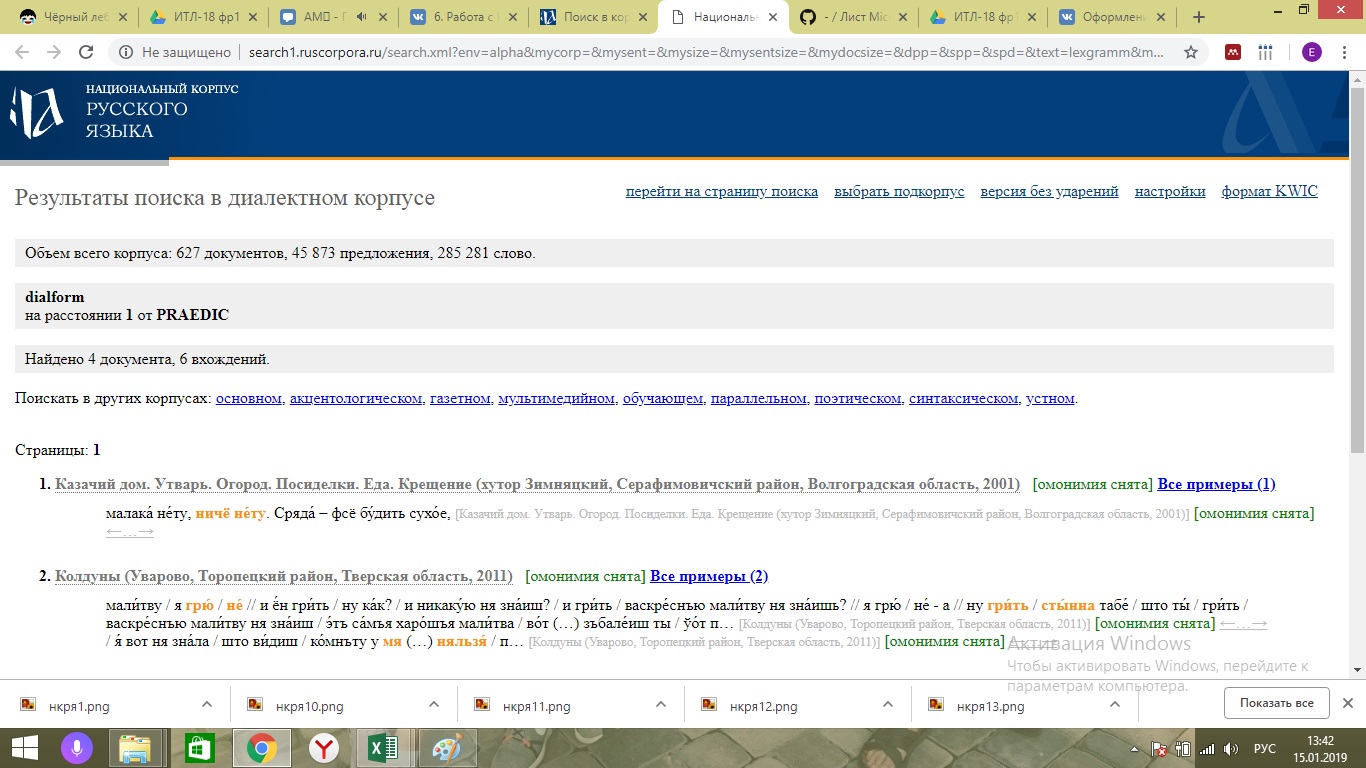 Чёрный леб
ИТЛ-18 фр1
6. Работа с
Поиск в кор
Националь
- / Лист Mic
ИТЛ-18 фр
Оформлен
Не защищено
search1.ruscorpora.ru/search.xml?env=alpha&mycorp=&mysent=&mysize=&mysentsize=&mydocsize=&dpp=&spp=&spd=&text=lexgramm&m...
E
НАЦИОНАЛЬНЫЙ КОРПУС
РУССКОГО
ЯЗЫКА
Результаты поиска в диалектном корпусе
перейти на страницу поиска выбрать подкорпус версия без ударений настройки формат KWIC
Объем всего корпуса: 627 документов, 45 873 предложения, 285 281 слово.
dialform
на расстоянии 1 от PRAEDIC
Найдено 4 документа, 6 вхождений.
Поискать в других корпусах: основном, акцентологическом, газетном, мультимедийном, обучающем, параллельном, поэтическом, синтаксическом, устном.
Страницы: 1
1. Казачий дом. Утварь. Огород. Посиделки. Еда. Крещение (хутор Зимняцкий, Серафимовичский район, Волгоградская область, 2001) [омонимия снята] Все примеры (1)
малака́ не́ту, ничё не́ту. Сряда́ – фсё бу́дить сухо́е, [Казачий дом. Утварь. Огород. Посиделки. Еда. Крещение (хутор Зимняцкий, Серафимовичский район, Волгоградская область, 2001)] [омонимия снята]
←…→
2. Колдуны (Уварово, Торопецкий район, Тверская область, 2011) [омонимия снята] Все примеры (2)
мали́тву / я грю́ / не́ // и ё́н гри́ть / ну ка́к? / и никаку́ю ня зна́иш? / и гри́ть / васкре́снъю мали́тву ня зна́ишь? // я грю́ / не́ - а // ну гри́ть / сты́нна табе́ / што ты́ / гри́ть /
васкре́снъю мали́тву ня зна́иш / э́тъ са́мъя харо́шья мали́тва / во́т (…) зъбале́иш ты / ў́о́т п… [Колдуны (Уварово, Торопецкий район, Тверская область, 2011)] [омонимия снята] ←…→
/ я́ вот ня зна́ла / што ви́диш / ко́мнъту у мя (…) няльзя́ / п… [Колдуны (Уварово, Торопецкий район, Тверская область, 2011)] [омонимия снята] ←…→
Активация Windows
Чтобы активировать Windows, перейдите к
параметрам компьютера.
нкря1.png
нкря10.png
нкря11.png
нкря12.png
нкря13.png
Показать все
РУС
13:42
15.01.2019